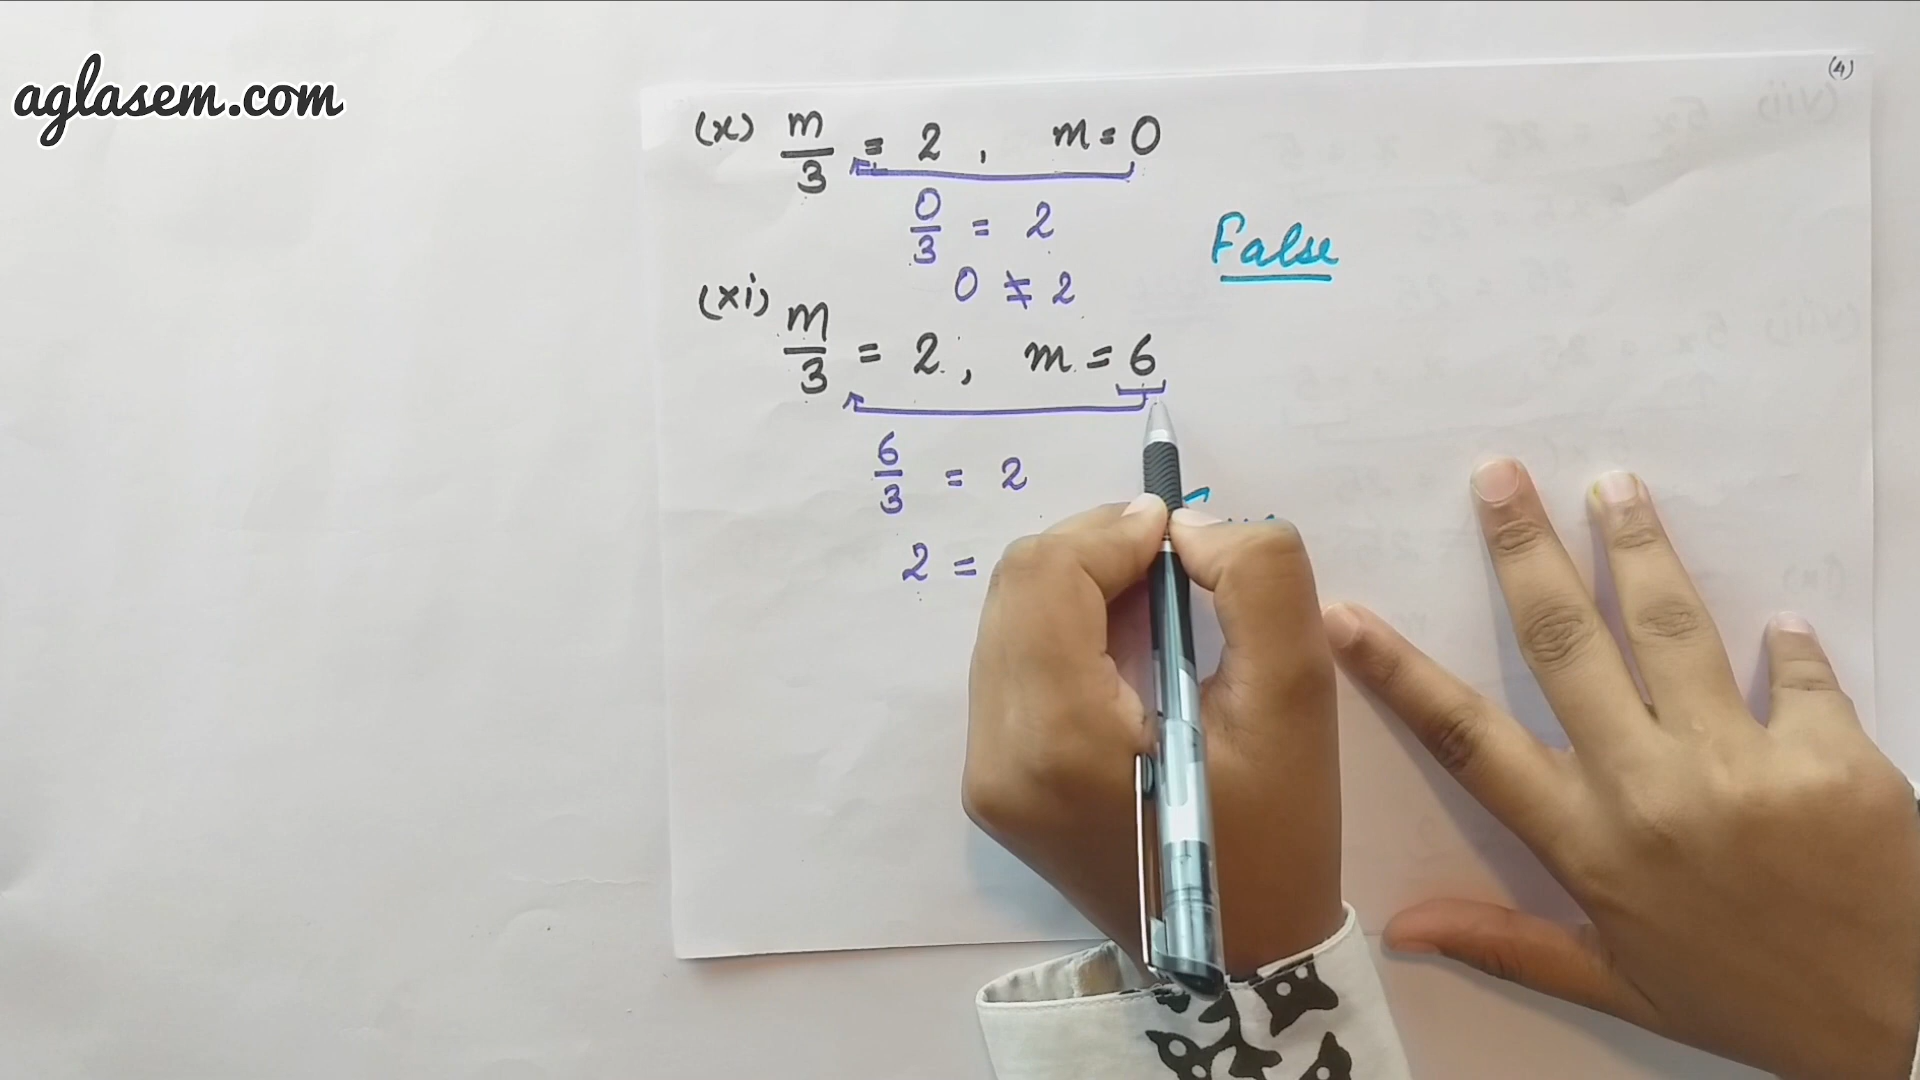 aglasem.com
(4)
(x) m/3 = 2 , m = 0
0/3 = 2
False
0 ≠ 2
(xi) m/3 = 2 , m = 6
6/3 = 2
2 =